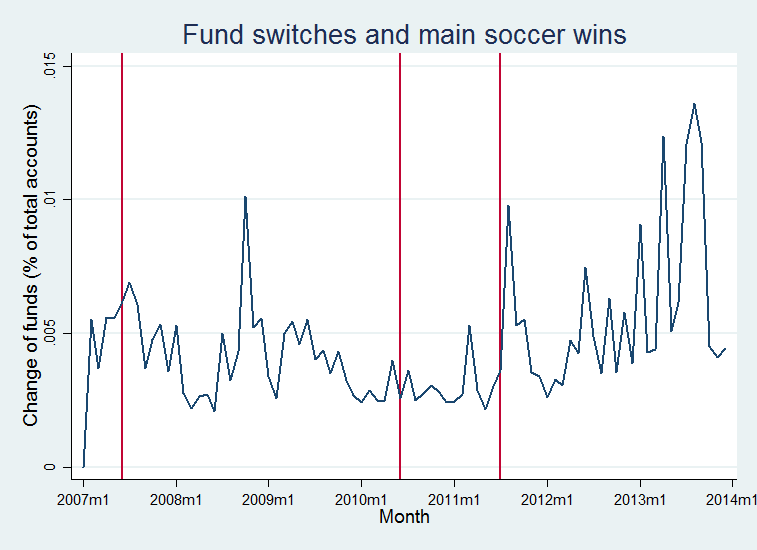 Fund switches and main soccer wins
Change of funds (% of total accounts)
.015
.01
.005
0
2007m1 2008m1 2009m1 2010m1 2011m1 2012m1 2013m1 2014m1
Month